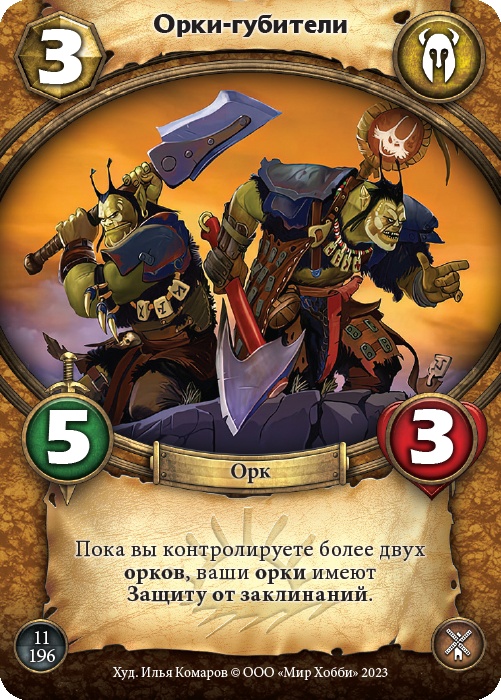 Орки-губители
3
5
3
Орк
Пока вы контролируете более двух
орков, ваши орки имеют
Защиту от заклинаний.
11
196
Худ. Илья Комаров © ООО «Мир Хобби» 2023